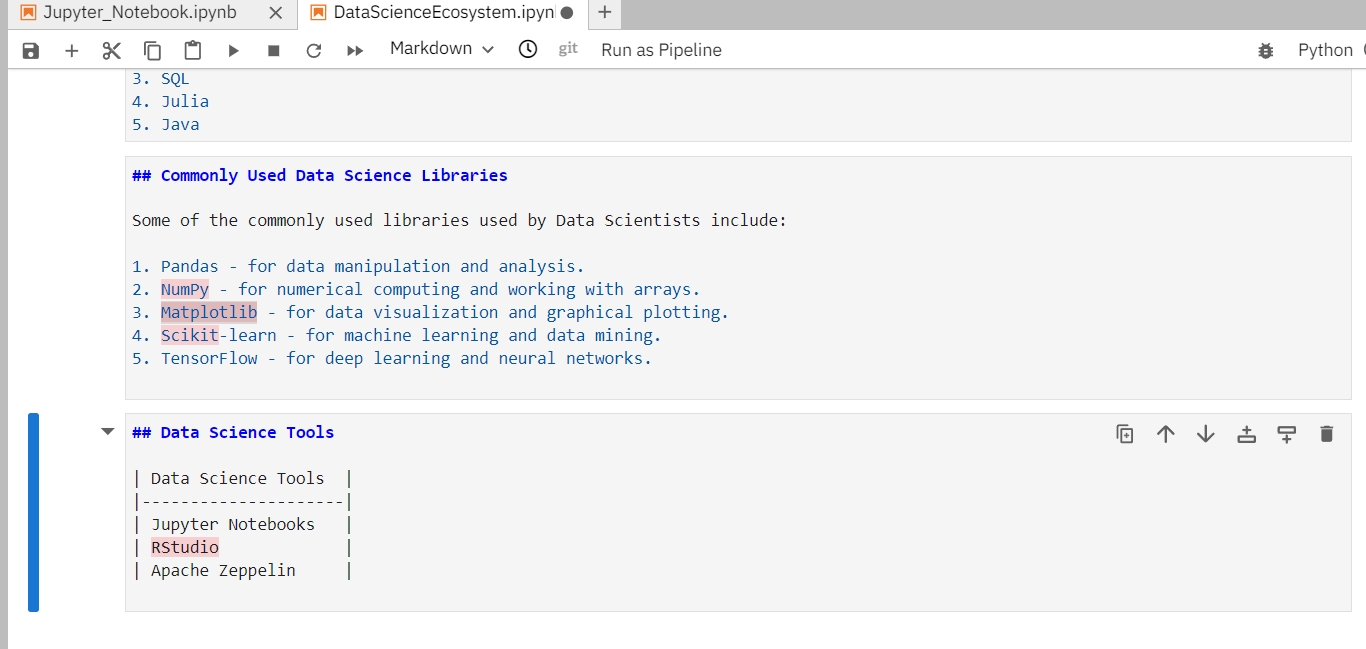 Jupyter_Notebook.ipynb
DataScienceEcosystem.ipyn
Markdown
git
Run as Pipeline
Python
3. SQL
4. Julia
5. Java
## Commonly Used Data Science Libraries
Some of the commonly used libraries used by Data Scientists include:
1. Pandas - for data manipulation and analysis.
2. NumPy - for numerical computing and working with arrays.
3. Matplotlib - for data visualization and graphical plotting.
4. Scikit-learn - for machine learning and data mining.
5. TensorFlow - for deep learning and neural networks.
## Data Science Tools
| Data Science Tools  |
|---------------------|
| Jupyter Notebooks   |
| RStudio             |
| Apache Zeppelin     |